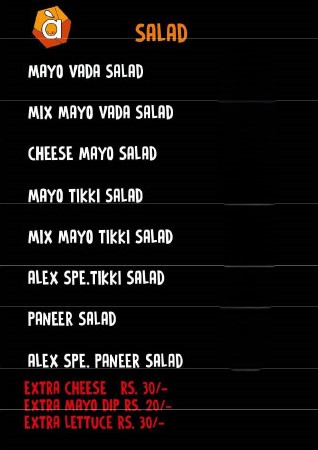 à
SALAD
MAYO VADA SALAD
MIX MAYO VADA SALAD
CHEESE MAYO SALAD
MAYO TIKKI SALAD
MIX MAYO TIKKI SALAD
ALEX SPE.TIKKI SALAD
PANEER SALAD
ALEX SPE. PANEER SALAD
EXTRA CHEESE RS. 30/-
EXTRA MAYO DIP RS. 20/-
EXTRA LETTUCE RS. 30/-